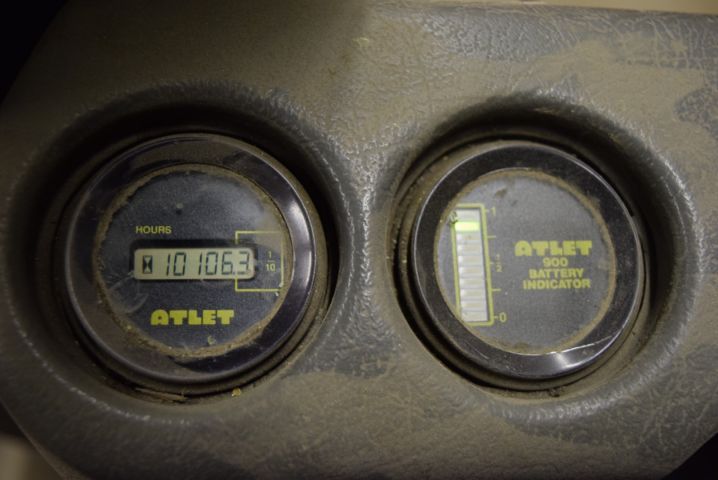 HOURS
10106.3
1
10
ATLET
1
1
2
0
ATLET
900
BATTERY
INDICATOR